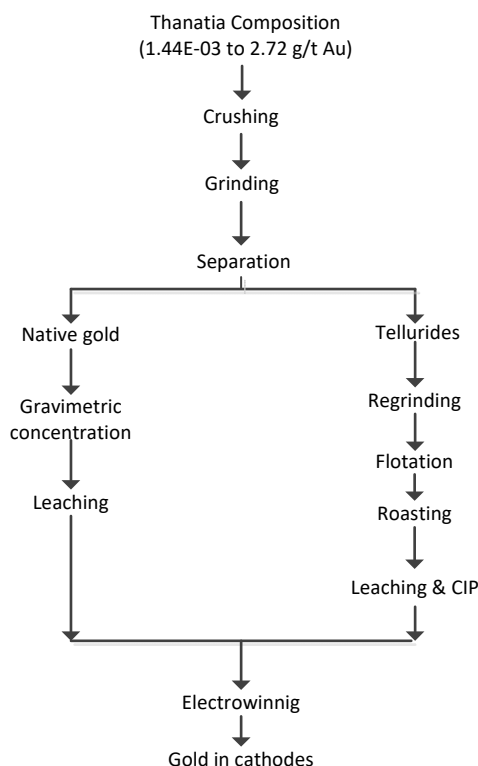 Thanatia Composition
(1.44E-03 to 2.72 g/t Au)
Crushing
Grinding
Separation
Native gold
Tellurides
Gravimetric
concentration
Regrinding
Flotation
Leaching
Roasting
Leaching & CIP
Electrowinnig
Gold in cathodes